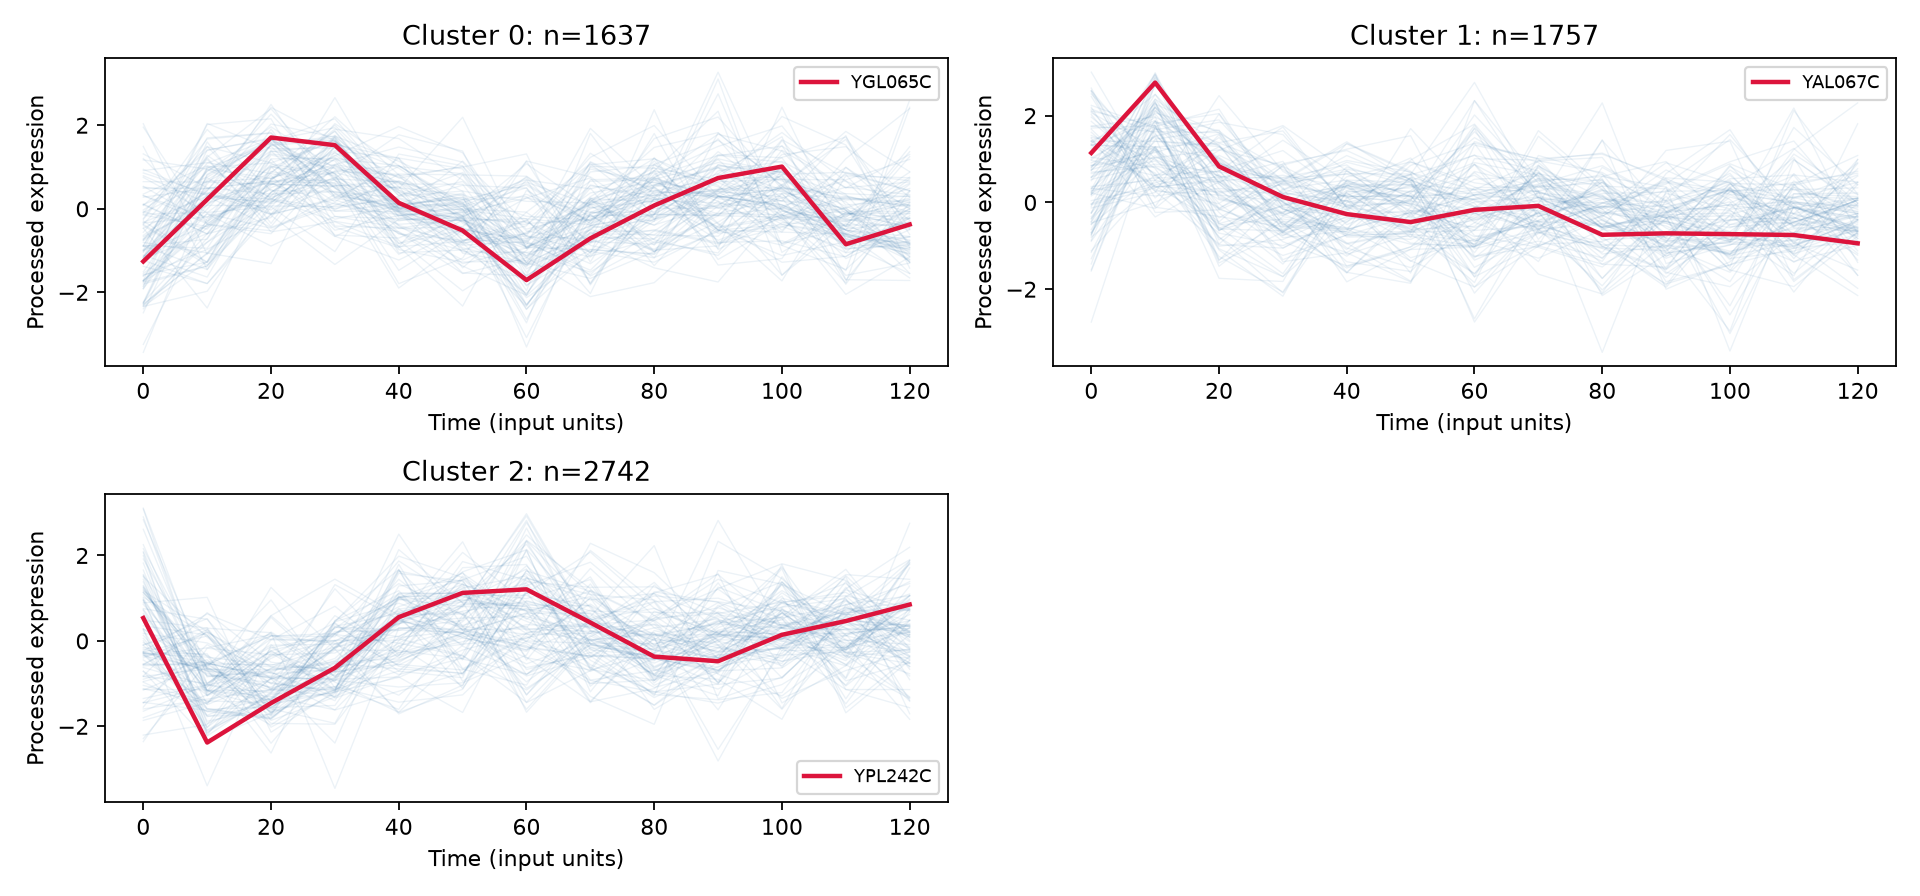 Cluster 0: n=1637
YGL065C
2
0
−2
Processed expression
0 20 40 60 80 100 120
Time (input units)
Cluster 1: n=1757
YAL067C
2
0
−2
Processed expression
0 20 40 60 80 100 120
Time (input units)
Cluster 2: n=2742
2
0
−2
Processed expression
YPL242C
0 20 40 60 80 100 120
Time (input units)